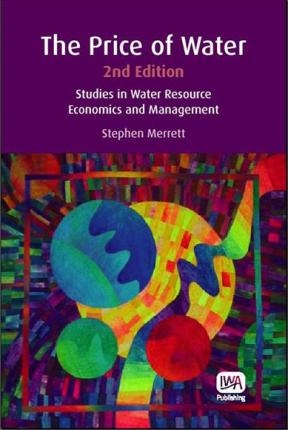 The Price of Water
2nd Edition
Studies in Water Resource
Economics and Management
Stephen Merrett
IWA
Publishing